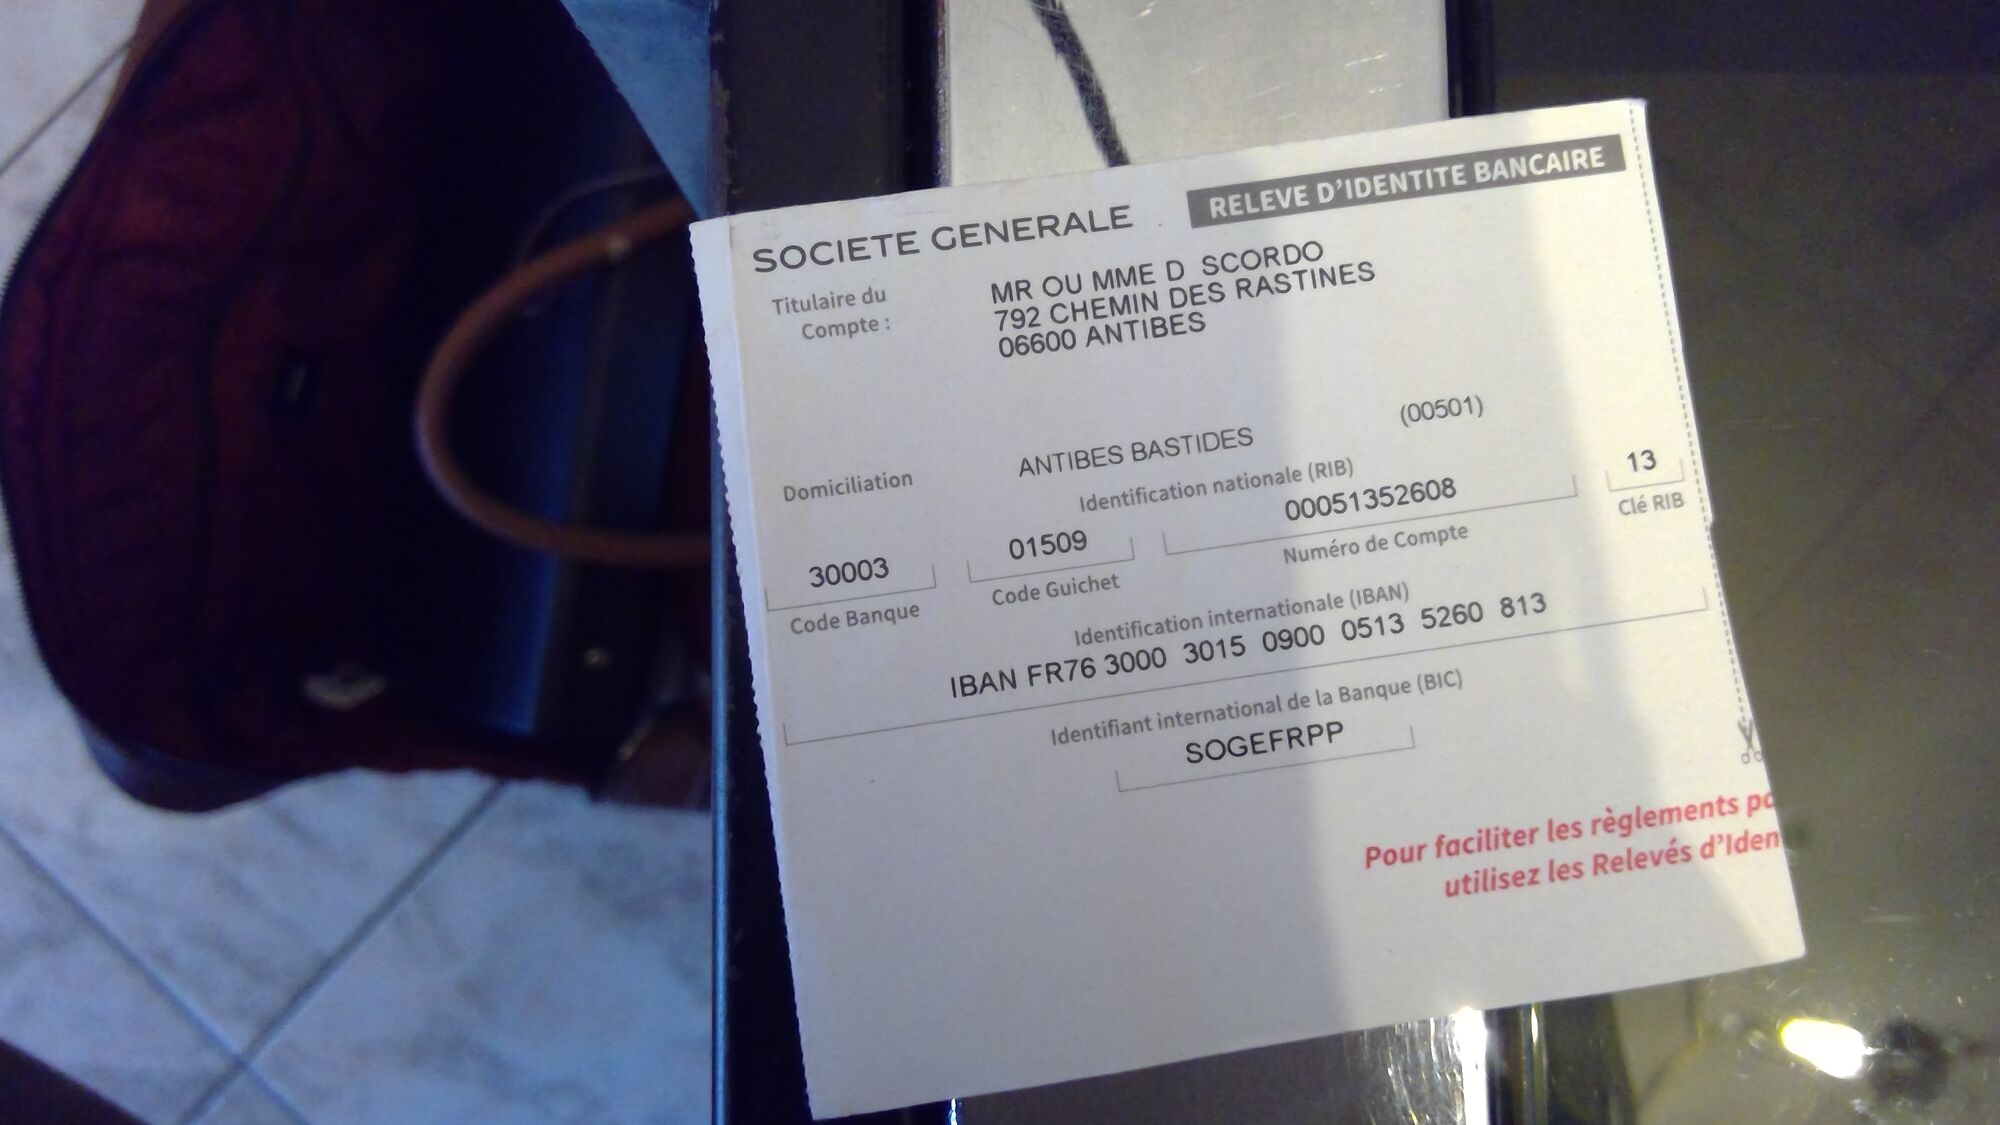 SOCIETE GENERALE
RELEVE D'IDENTITE BANCAIRE
Titulaire du
Compte :
MR OU MME D SCORDO
792 CHEMIN DES RASTINES
06600 ANTIBES
(00501)
Domiciliation
ANTIBES BASTIDES
Identification nationale (RIB)
30003
01509
00051352608
13
Code Banque
Code Guichet
Numéro de Compte
Clé RIB
Identification internationale (IBAN)
IBAN FR76 3000 3015 0900 0513 5260 813
Identifiant international de la Banque (BIC)
SOGEFRPP
Pour faciliter les règlements
utilisez les Relevés